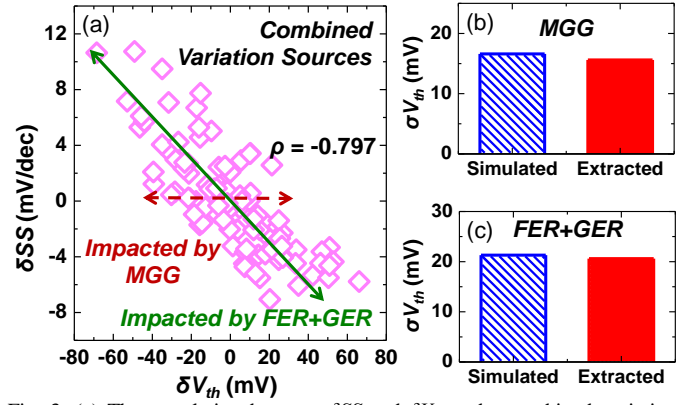 (a)
Combined
Variation Sources
ρ = -0.797
Impacted by
MGG
Impacted by FER+GER
12
8
4
0
-4
-8
δSS (mV/dec)
-80 -60 -40 -20 0 20 40 60 80
δVth (mV)
(b) MGG
20
10
0
σVth (mV)
Simulated Extracted
(c) FER+GER
30
20
10
0
σVth (mV)
Simulated Extracted